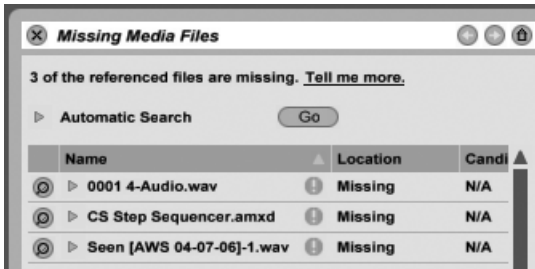 Missing Media Files
3 of the referenced files are missing. Tell me more.
Automatic Search Go
Name Location Candi
0001 4-Audio.wav Missing N/A
CS Step Sequencer.amxd Missing N/A
Seen [AWS 04-07-06]-1.wav Missing N/A